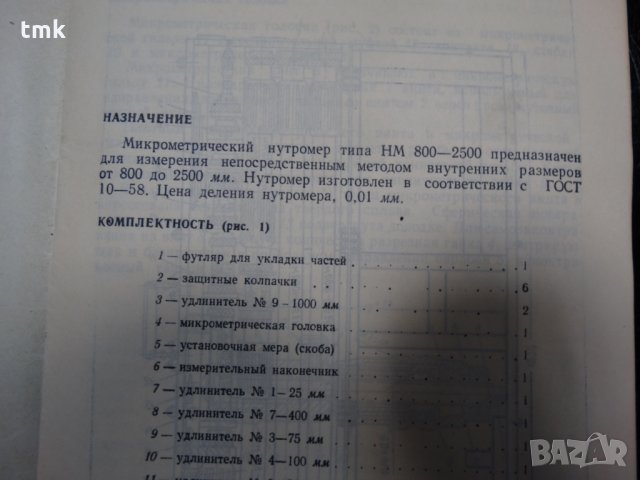 tmk
НАЗНАЧЕНИЕ
Микрометрический нутромер типа НМ 800—2500 предназначен
для измерения непосредственным методом внутренних размеров
от 800 до 2500 мм. Нутромер изготовлен в соответствии с ГОСТ
10—58. Цена деления нутромера, 0,01 мм.
КОМПЛЕКТНОСТЬ (рис. 1)
1 — футляр для укладки частей . . . . . 1
2 — защитные колпачки . . . . . 6
3 — удлинитель № 9 - 1000 мм . . . . . 2
4 — микрометрическая головка . . . . . 1
5 — установочная мера (скоба) . . . . . 1
6 — измерительный наконечник . . . . . 1
7 — удлинитель № 1—25 мм . . . . . 1
8 — удлинитель № 7—400 мм . . . . . 1
9 — удлинитель № 3—75 мм . . . . . 1
10 — удлинитель № 4—100 мм . . . . . 1
BAZAR